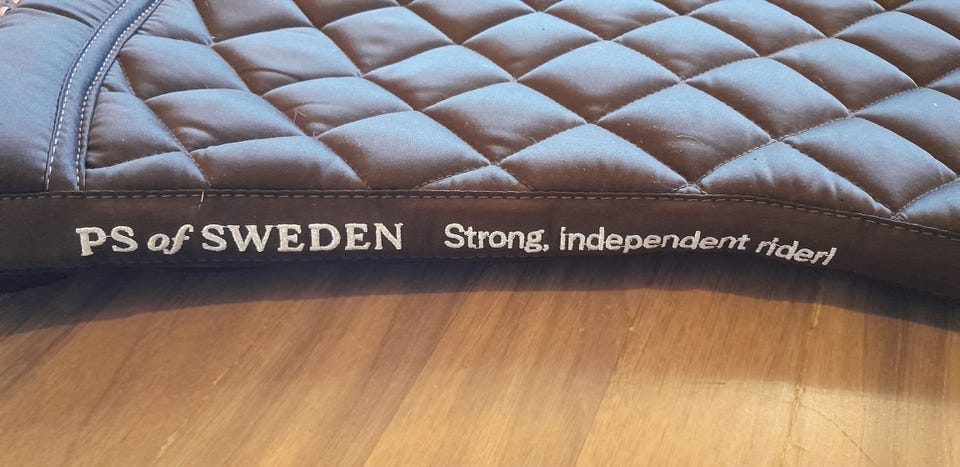 PS of SWEDEN Strong, independent rider!